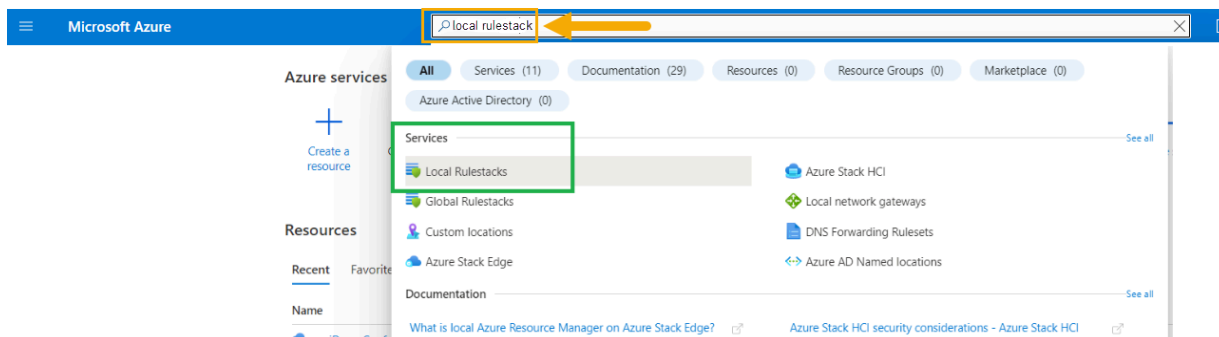 Microsoft Azure
local rulestack
Azure services
All Services (11) Documentation (29) Resources (0) Resource Groups (0) Marketplace (0)
Azure Active Directory (0)
Services See all
Create a
resource
Local Rulestacks Azure Stack HCI
Global Rulestacks Local network gateways
Resources
Custom locations DNS Forwarding Rulesets
Azure Stack Edge Azure AD Named locations
Recent Favorite
Documentation See all
Name
What is local Azure Resource Manager on Azure Stack Edge? Azure Stack HCI security considerations - Azure Stack HCI